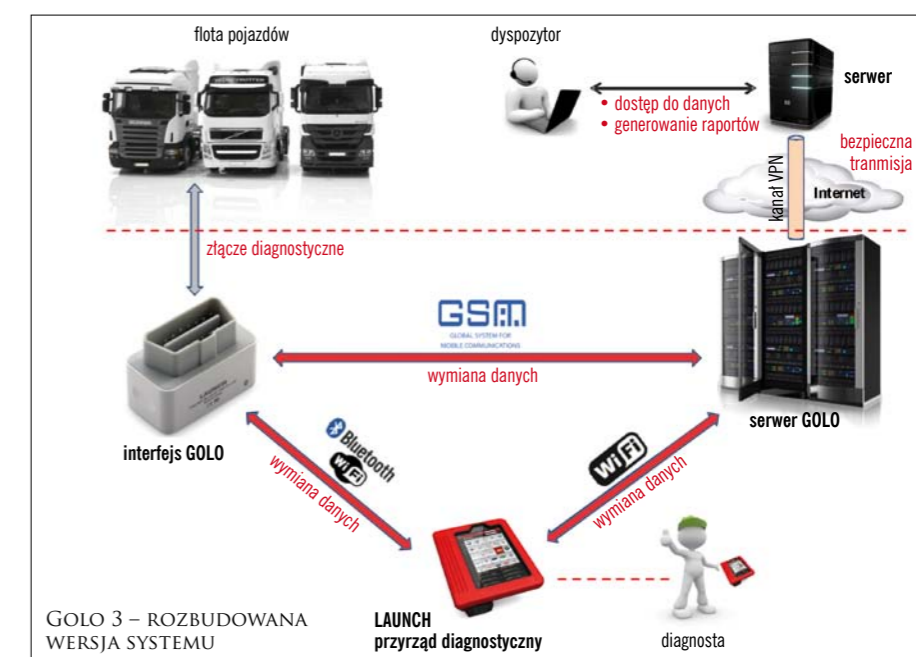 flota pojazdów
dyspozytor
serwer
• dostęp do danych
• generowanie raportów
bezpieczna
tranmisja
kanał VPN
Internet
złącze diagnostyczne
GSM
GLOBAL SYSTEM FOR
MOBILE COMMUNICATIONS
wymiana danych
LAUNCH
interfejs GOLO
serwer GOLO
Bluetooth
WiFi
wymiana danych
WiFi
wymiana danych
GOLO 3 – ROZBUDOWANA
WERSJA SYSTEMU
LAUNCH
przyrząd diagnostyczny
diagnosta